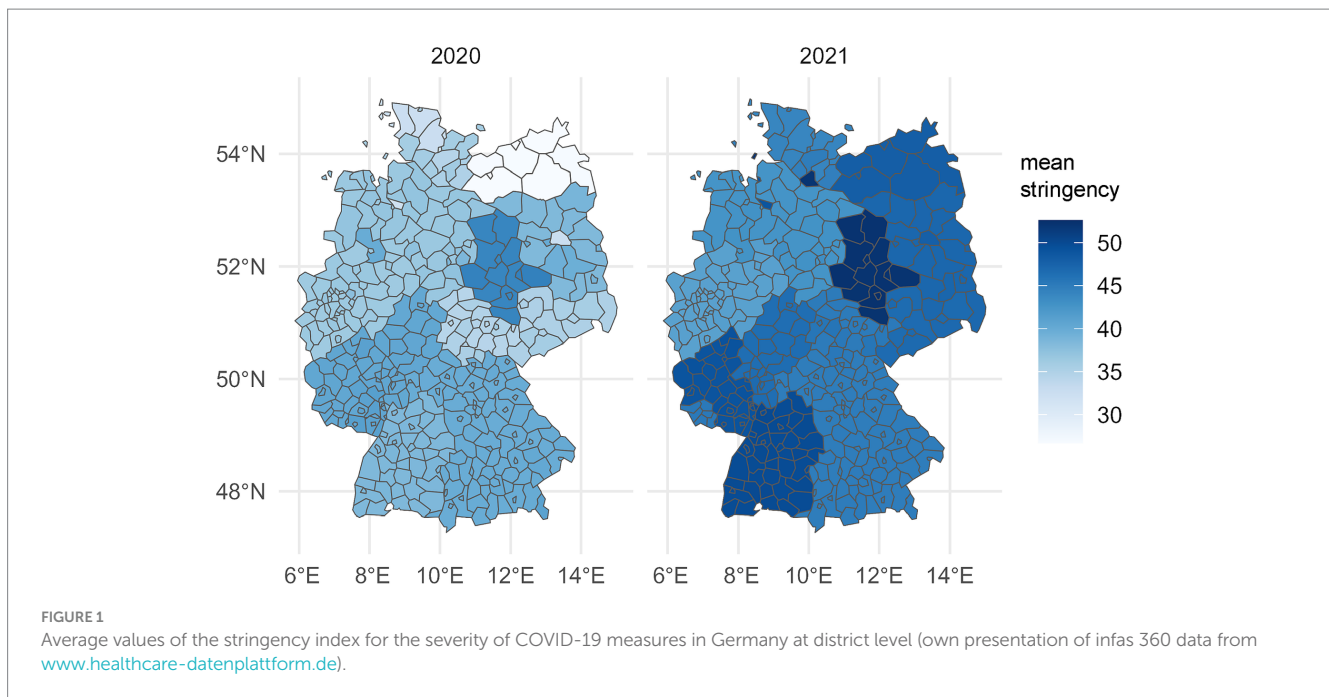 2020 2021
54°N
52°N
50°N
48°N
6°E 8°E 10°E 12°E 14°E 6°E 8°E 10°E 12°E 14°E
mean
stringency
50
45
40
35
30
FIGURE 1
Average values of the stringency index for the severity of COVID-19 measures in Germany at district level (own presentation of infas 360 data from
www.healthcare-datenplattform.de).